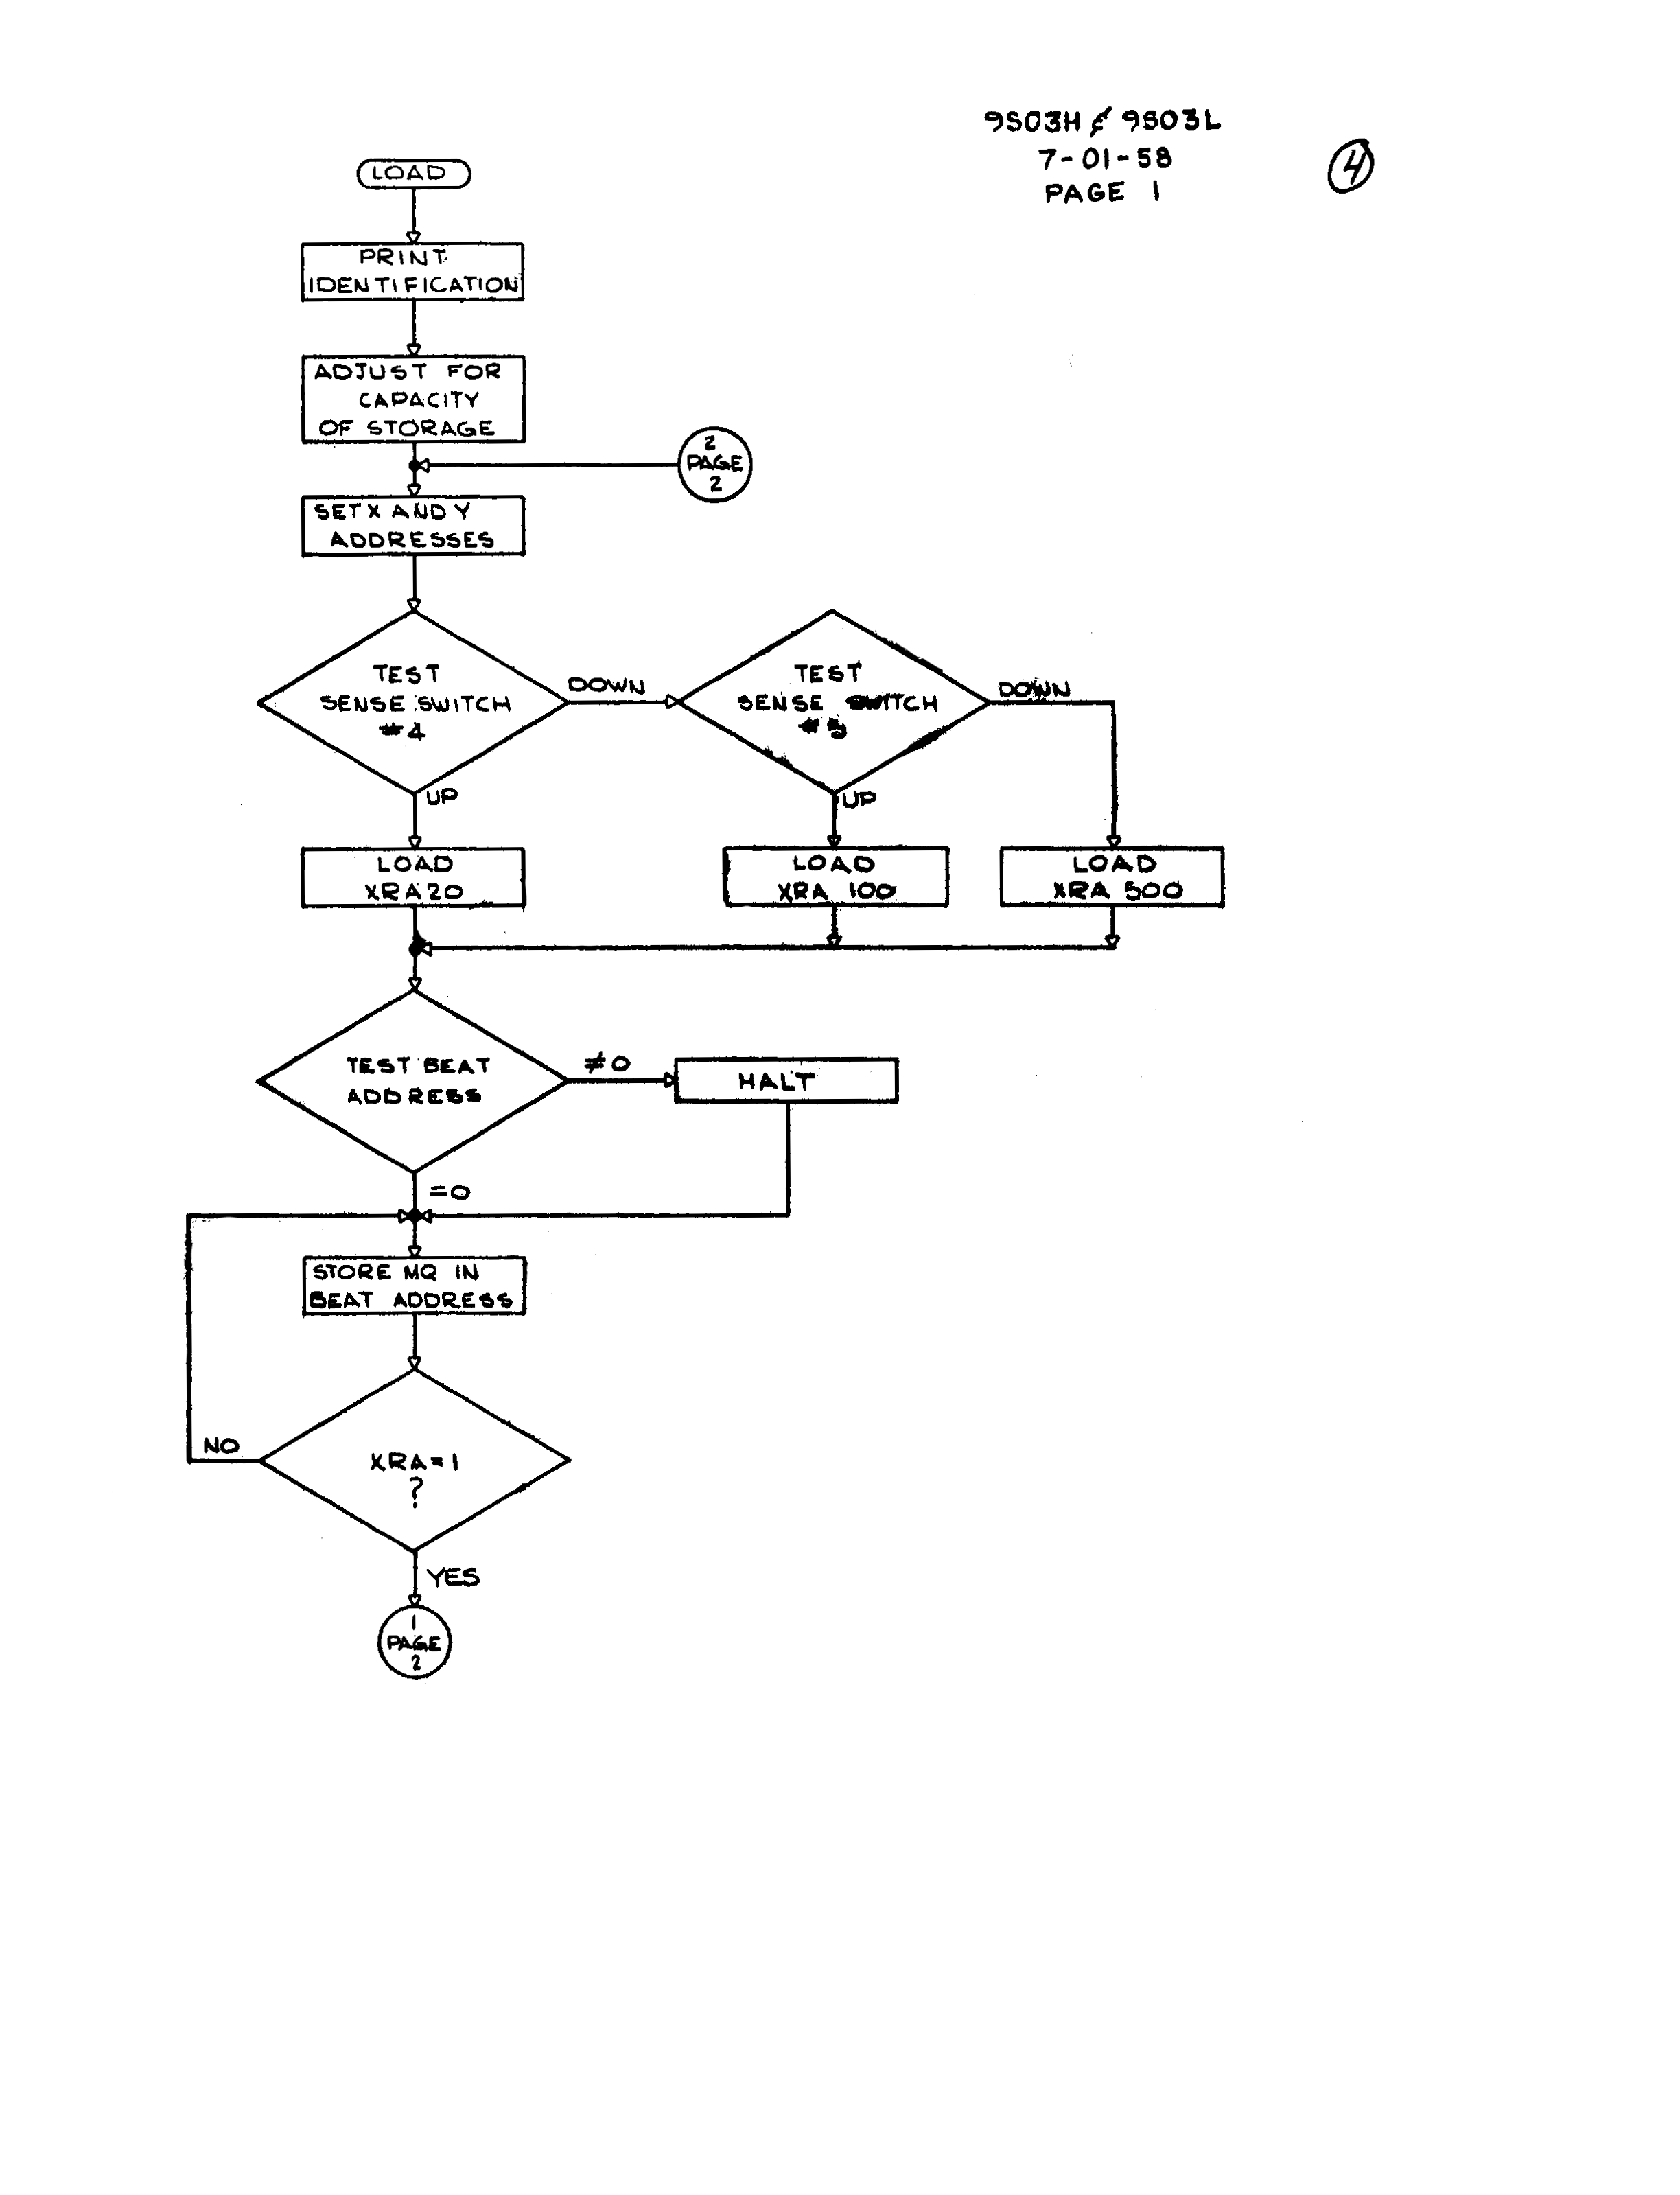 9S03H & 9S03L
7-01-58
PAGE 1
4
LOAD
PRINT
IDENTIFICATION
ADJUST FOR
CAPACITY
OF STORAGE
2
PAGE
2
SET X AND Y
ADDRESSES
TEST
SENSE SWITCH
#4
DOWN
TEST
SENSE SWITCH
#5
DOWN
UP
UP
LOAD
XRA 20
LOAD
XRA 100
LOAD
XRA 500
TEST BEAT
ADDRESS
≠0
HALT
=0
STORE MQ IN
BEAT ADDRESS
NO
XRA=1
?
YES
1
PAGE
2